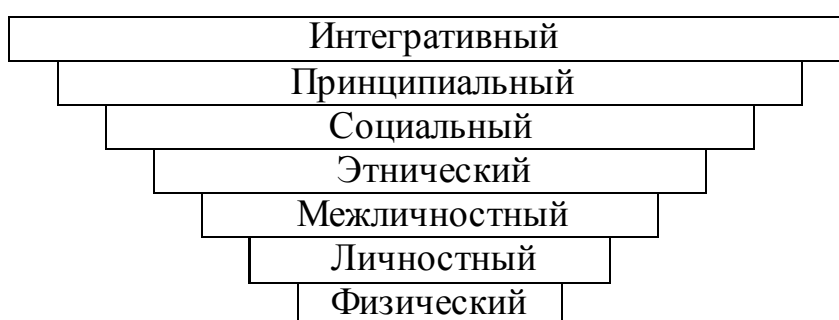 Интегративный
Принципиальный
Социальный
Этнический
Межличностный
Личностный
Физический